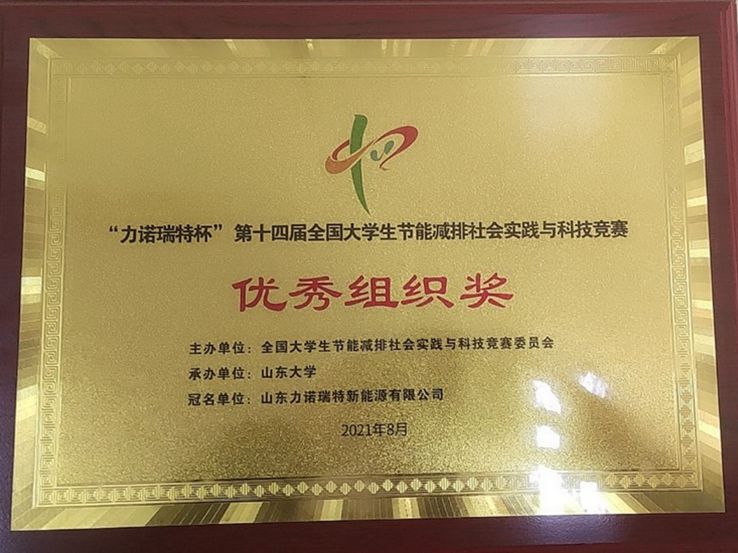 “力诺瑞特杯”第十四届全国大学生节能减排社会实践与科技竞赛
优秀组织奖
主办单位：全国大学生节能减排社会实践与科技竞赛委员会
承办单位：山东大学
冠名单位：山东力诺瑞特新能源有限公司
2021年8月